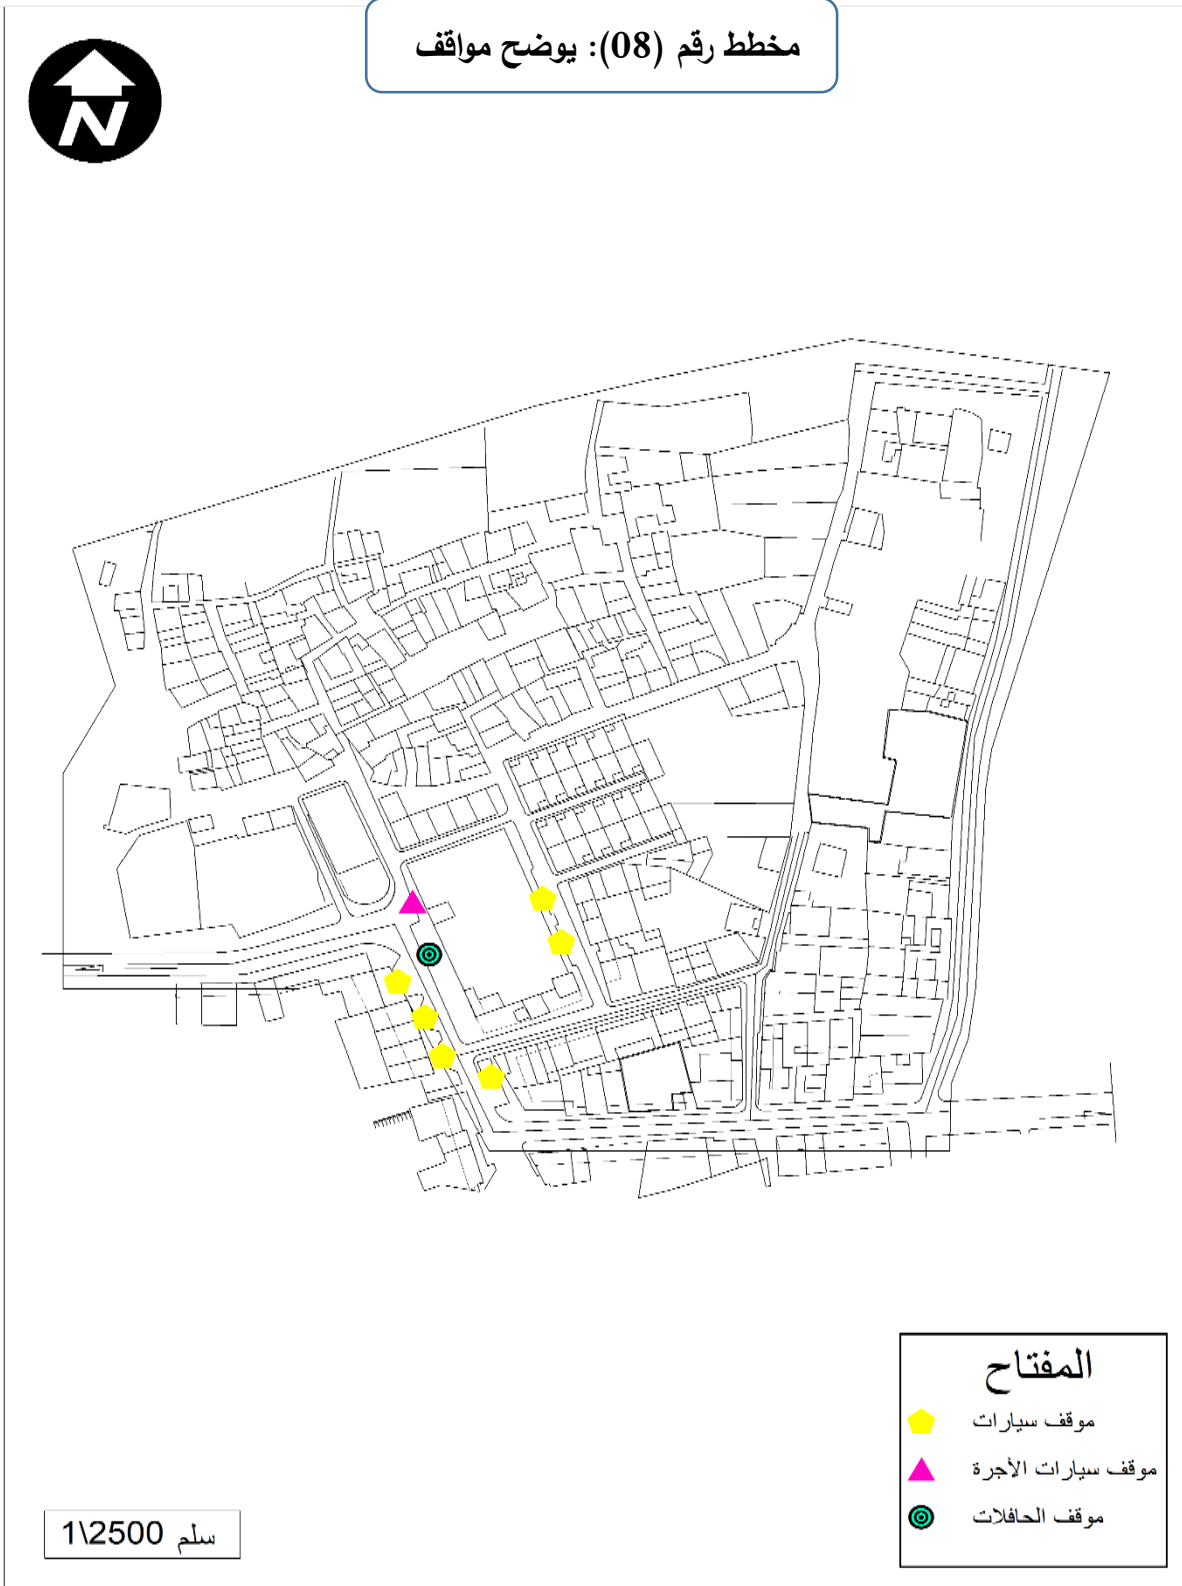 مخطط رقم (08): يوضح مواقف
N
المفتاح
موقف سيارات
موقف سيارات الأجرة
موقف الحافلات
سلم 2500\1